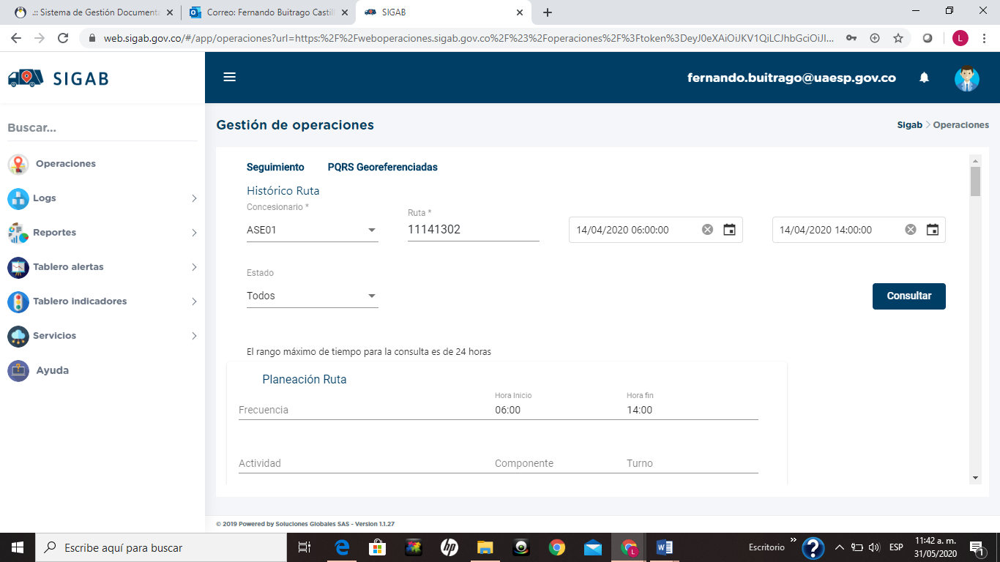 .:: Sistema de Gestión Documenta
Correo: Fernando Buitrago Castil
SIGAB
web.sigab.gov.co/#/app/operaciones?url=https:%2F%2Fweboperaciones.sigab.gov.co%2F%23%2Foperaciones%2F%3Ftoken%3DeyJ0eXAiOiJKV1QiLCJhbGciOiJI...
L
SIGAB
fernando.buitrago@uaesp.gov.co
Buscar...
Operaciones
Logs
Reportes
Tablero alertas
Tablero indicadores
Servicios
Ayuda
Gestión de operaciones
Sigab > Operaciones
Seguimiento PQRS Georeferenciadas
Histórico Ruta
Concesionario *
ASE01
Ruta *
11141302
14/04/2020 06:00:00
14/04/2020 14:00:00
Estado
Todos
Consultar
El rango máximo de tiempo para la consulta es de 24 horas
Planeación Ruta
Frecuencia
Hora Inicio
06:00
Hora fin
14:00
Actividad
Componente
Turno
© 2019 Powered by Soluciones Globales SAS - Version 1.1.27
Escribe aquí para buscar
Escritorio
ESP
11:42 a. m.
31/05/2020
1